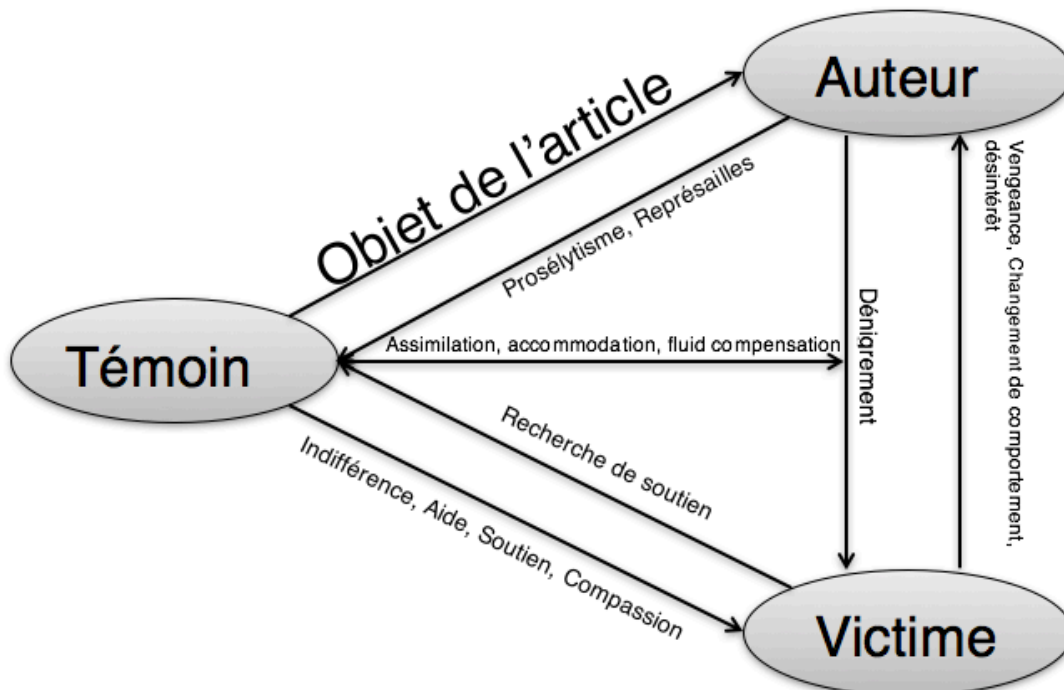 Auteur
Objet de l'article
Prosélytisme, Représailles
Vengeance, Changement de comportement,
désintérêt
Dénigrement
Témoin
Assimilation, accommodation, fluid compensation
Recherche de soutien
Indifférence, Aide, Soutien, Compassion
Victime